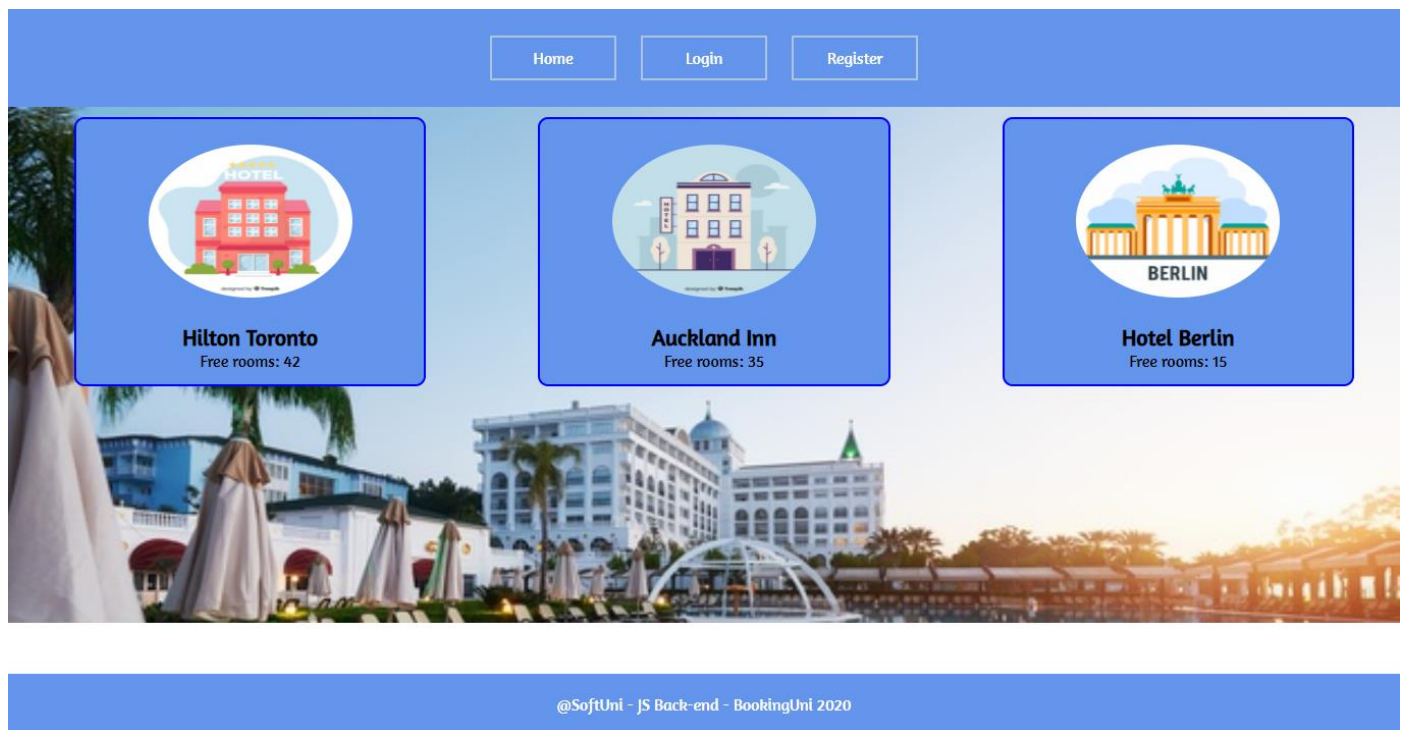 Home
Login
Register
HOTEL
HOTEL
BERLIN
Hilton Toronto
Free rooms: 42
Auckland Inn
Free rooms: 35
Hotel Berlin
Free rooms: 15
@SoftUni - JS Back-end - BookingUni 2020